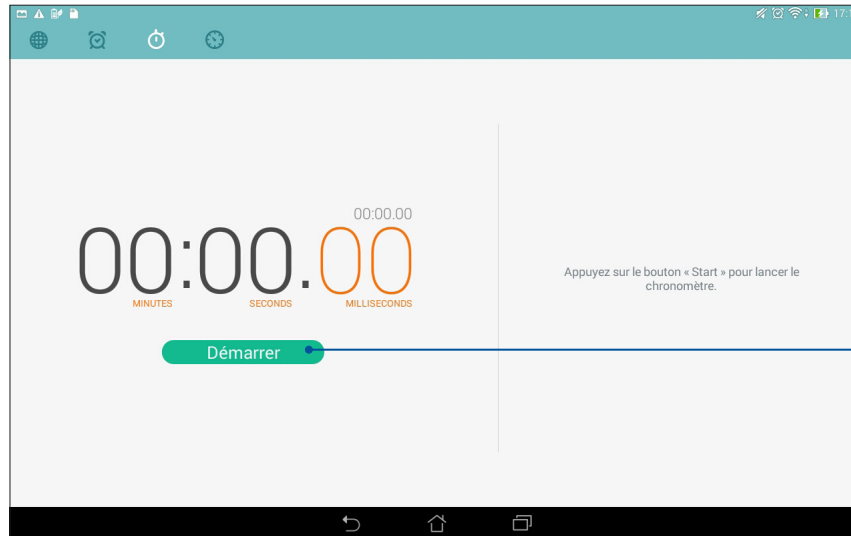 00:00.00
00:00.00
MINUTES SECONDS MILLISECONDS
Démarrer
Appuyez sur le bouton « Start » pour lancer le
chronomètre.